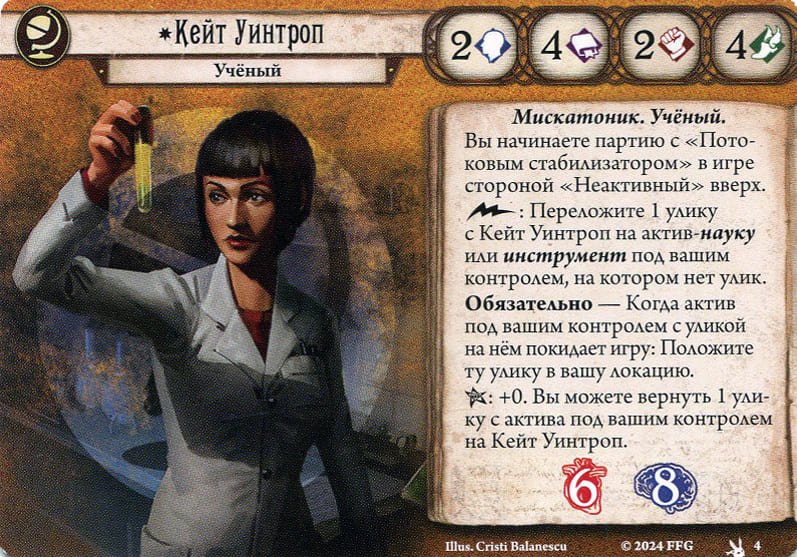 ✷Кейт Уинтроп
Учёный
2 4 2 4
Мискатоник. Учёный.
Вы начинаете партию с «Пото-
ковым стабилизатором» в игре
стороной «Неактивный» вверх.
: Переложите 1 улику
с Кейт Уинтроп на актив-науку
или инструмент под вашим
контролем, на котором нет улик.
Обязательно — Когда актив
под вашим контролем с уликой
на нём покидает игру: Положите
ту улику в вашу локацию.
: +0. Вы можете вернуть 1 ули-
ку с актива под вашим контролем
на Кейт Уинтроп.
6 8
Illus. Cristi Balanescu © 2024 FFG 4